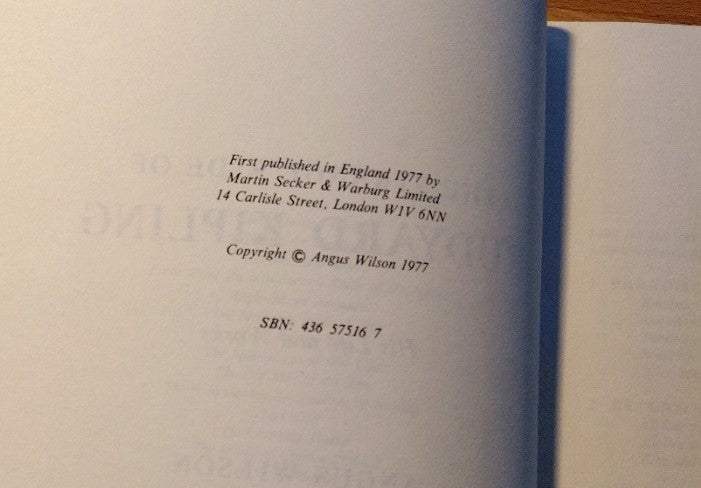 First published in England 1977 by
Martin Secker & Warburg Limited
14 Carlisle Street, London W1V 6NN
Copyright © Angus Wilson 1977
SBN: 436 57516 7